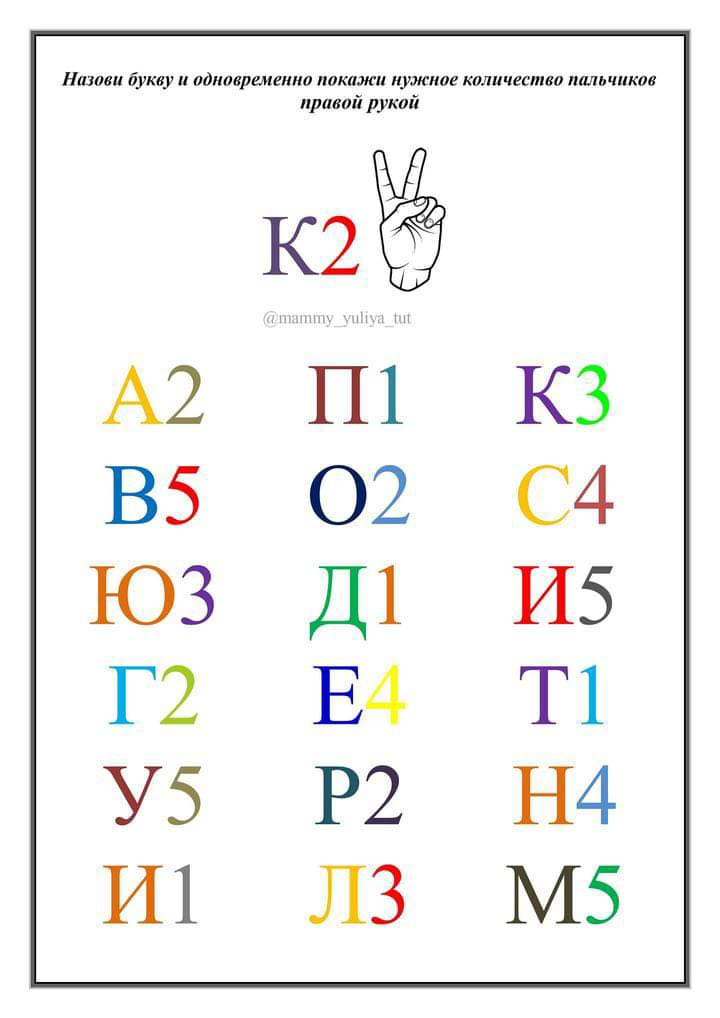 Назови букву и одновременно покажи нужное количество пальчиков
правой рукой
К2
@mammy_yuliya_tut
А2 П1 К3
В5 О2 С4
Ю3 Д1 И5
Г2 Е4 Т1
У5 Р2 Н4
И1 Л3 М5